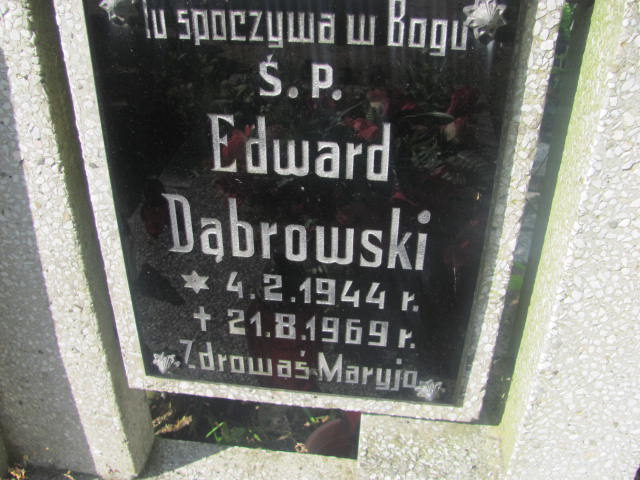 Tu spoczywa w Bogu
Ś.P.
Edward
Dąbrowski
* 4.2.1944 r.
+ 21.8.1969 r.
Zdrowaś Maryjo